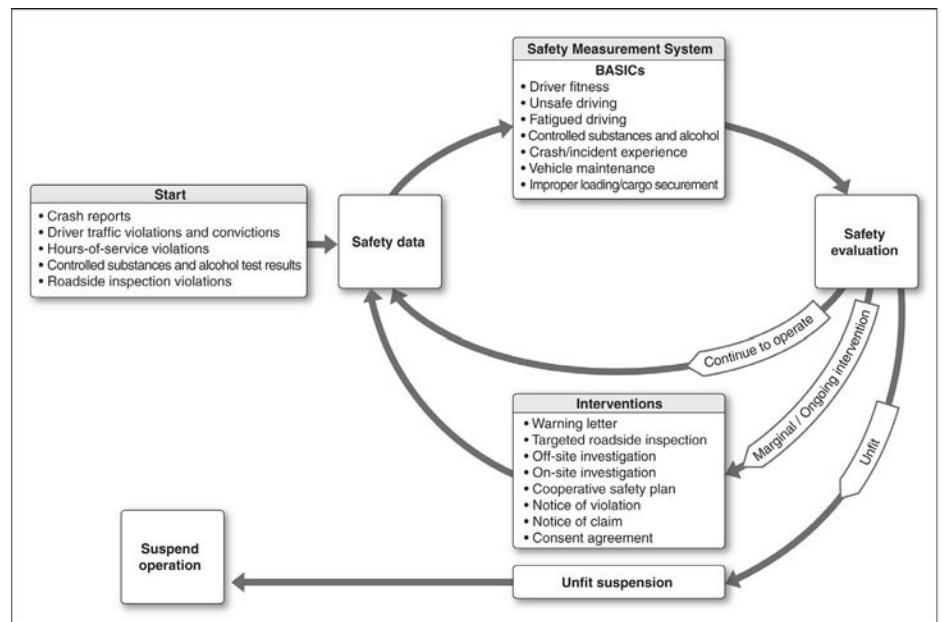 Safety Measurement System
BASICs
• Driver fitness
• Unsafe driving
• Fatigued driving
• Controlled substances and alcohol
• Crash/incident experience
• Vehicle maintenance
• Improper loading/cargo securement
Start
• Crash reports
• Driver traffic violations and convictions
• Hours-of-service violations
• Controlled substances and alcohol test results
• Roadside inspection violations
Safety data
Safety
evaluation
Continue to operate
Marginal / Ongoing intervention
Unfit
Interventions
• Warning letter
• Targeted roadside inspection
• Off-site investigation
• On-site investigation
• Cooperative safety plan
• Notice of violation
• Notice of claim
• Consent agreement
Suspend
operation
Unfit suspension